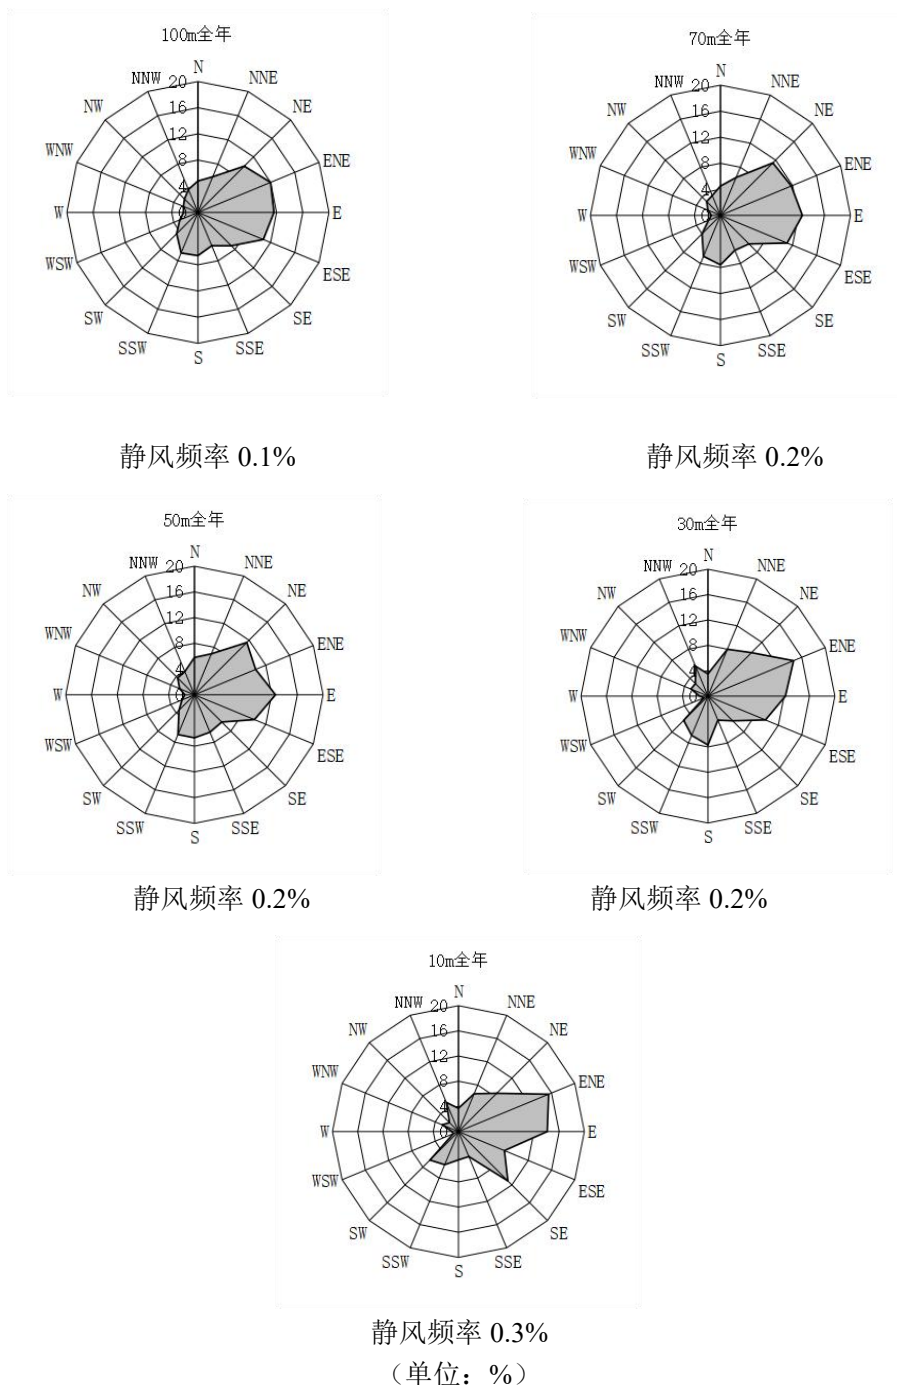 100m全年
N
NNW 20 NNE
NW 16 NE
WNW 12 ENE
8
4
W 0 E
WSW ESE
SW SE
SSW SSE
S
静风频率 0.1%
70m全年
N
NNW 20 NNE
NW 16 NE
WNW 12 ENE
8
4
W 0 E
WSW ESE
SW SE
SSW SSE
S
静风频率 0.2%
50m全年
N
NNW 20 NNE
NW 16 NE
WNW 12 ENE
8
4
W 0 E
WSW ESE
SW SE
SSW SSE
S
静风频率 0.2%
30m全年
N
NNW 20 NNE
NW 16 NE
WNW 12 ENE
8
4
W 0 E
WSW ESE
SW SE
SSW SSE
S
静风频率 0.2%
10m全年
N
NNW 20 NNE
NW 16 NE
WNW 12 ENE
8
4
W 0 E
WSW ESE
SW SE
SSW SSE
S
静风频率 0.3%
（单位：%）